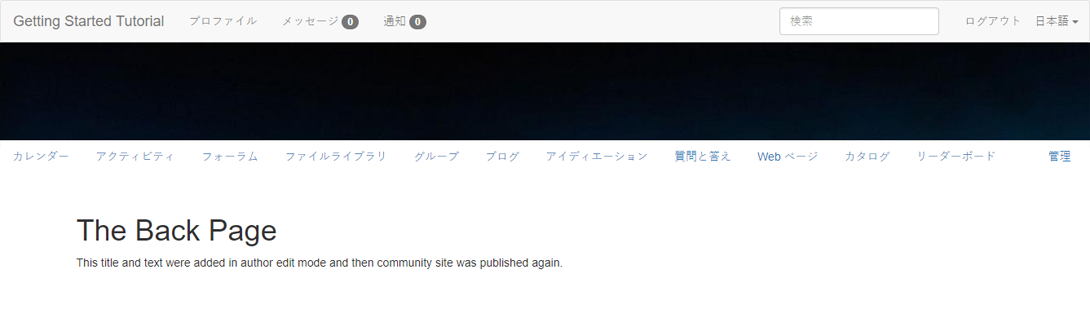 Getting Started Tutorial プロファイル メッセージ 0 通知 0 検索 ログアウト 日本語
カレンダー アクティビティ フォーラム ファイルライブラリ グループ ブログ アイディエーション 質問と答え Web ページ カタログ リーダーボード 管理
The Back Page
This title and text were added in author edit mode and then community site was published again.